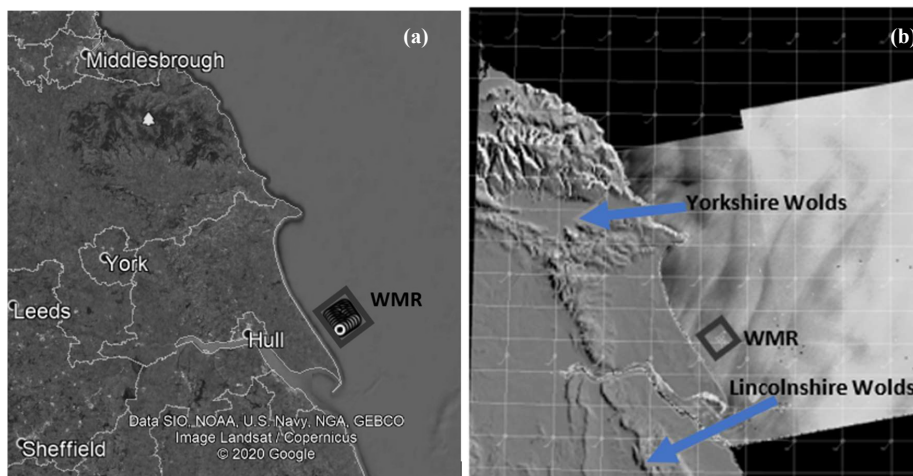 (a)
Middlesbrough
York
Leeds
WMR
Hull
Data SIO, NOAA, U.S. Navy, NGA, GEBCO
Image Landsat / Copernicus
© 2020 Google
Sheffield
(b)
Yorkshire Wolds
WMR
Lincolnshire Wolds